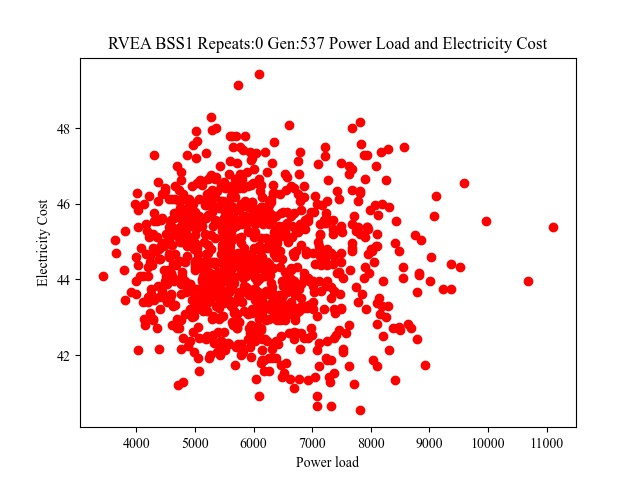 RVEA BSS1 Repeats:0 Gen:537 Power Load and Electricity Cost
48
46
44
42
Electricity Cost
4000 5000 6000 7000 8000 9000 10000 11000
Power load